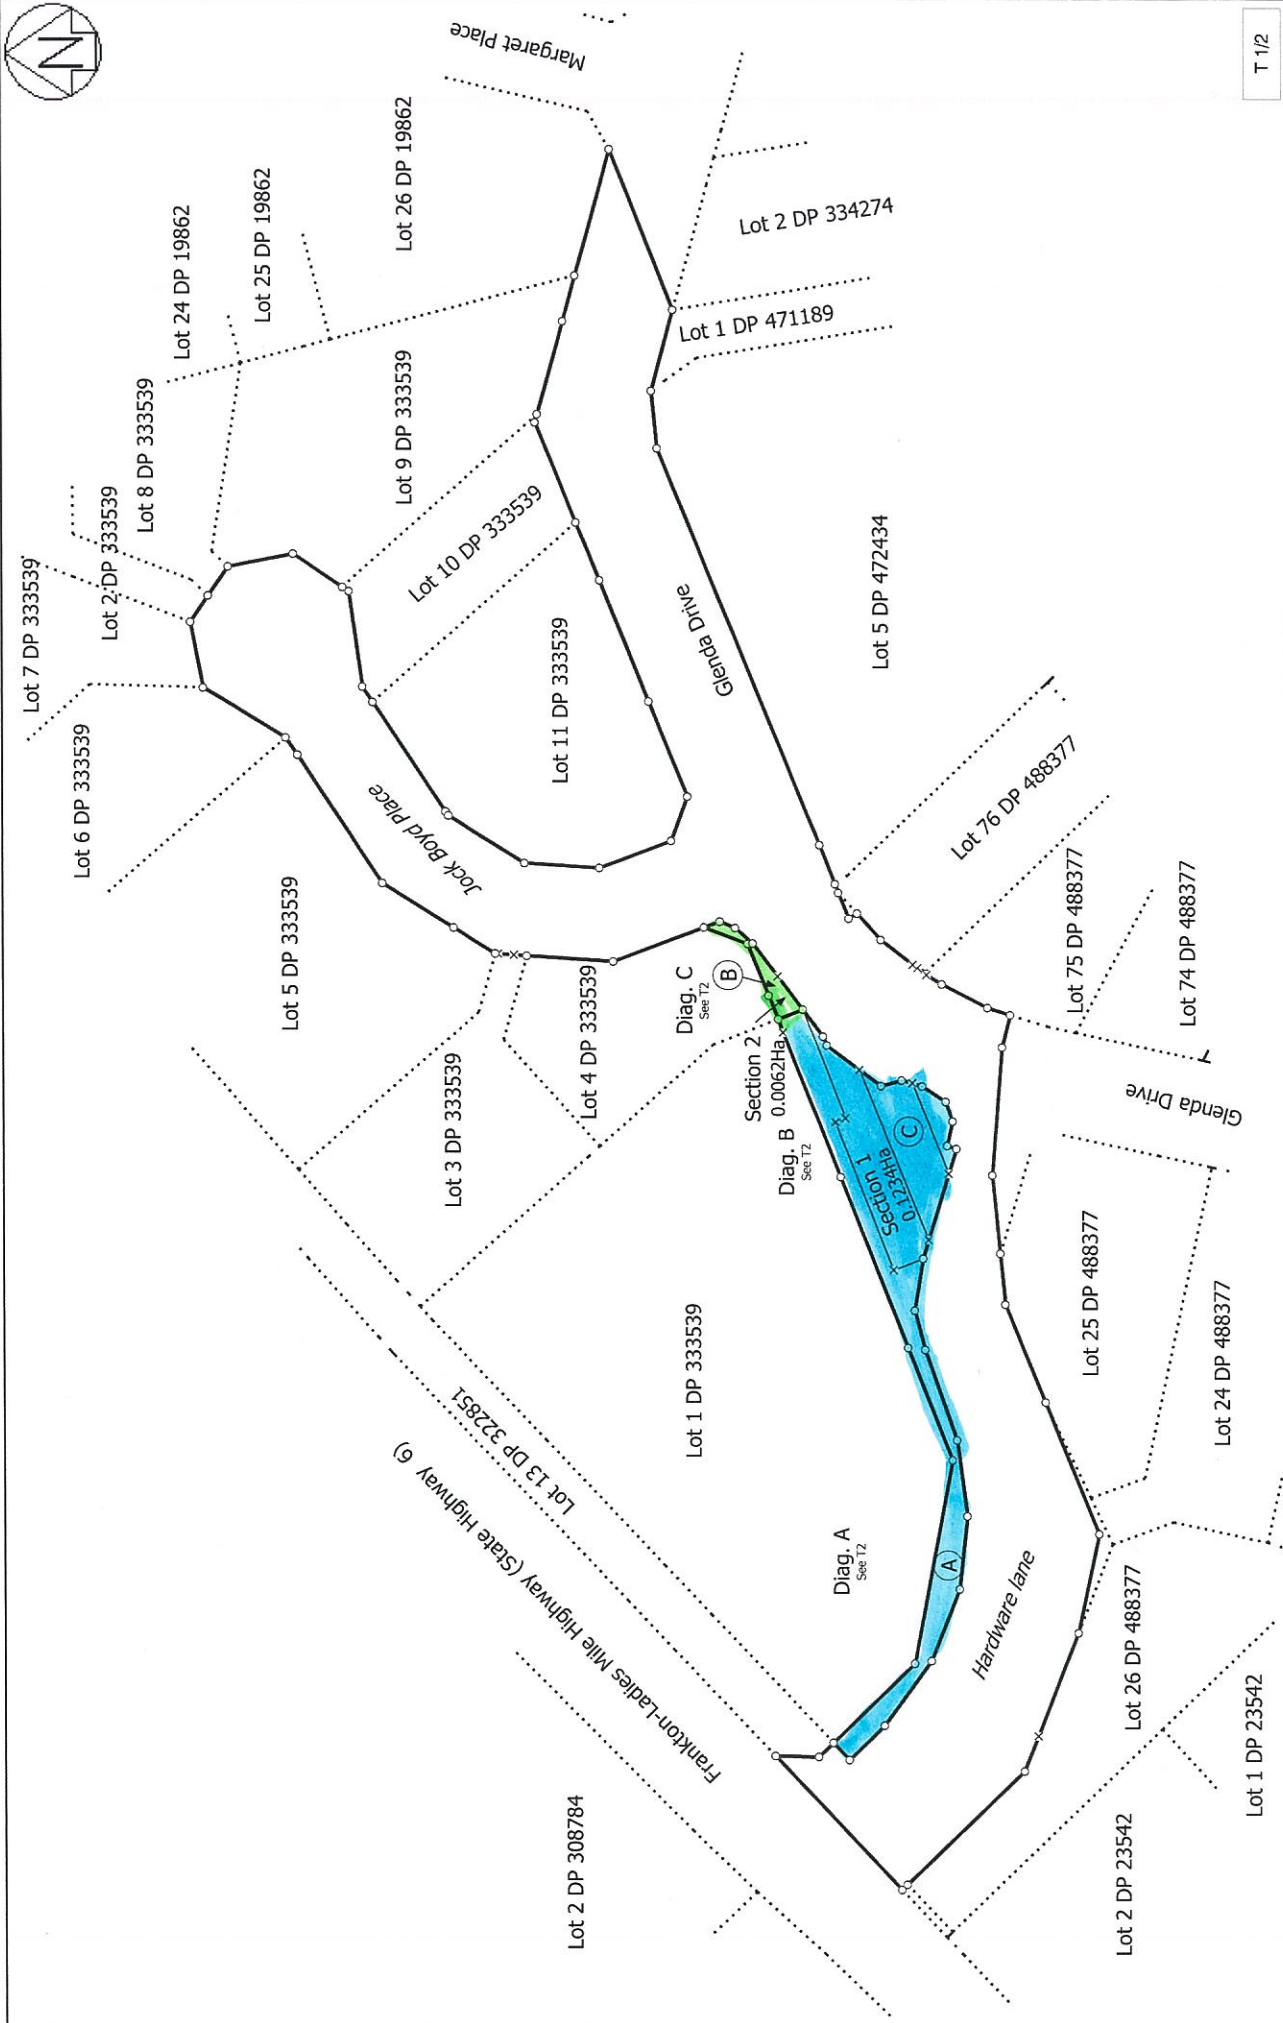 N
T 1/2
Margaret Place
Lot 24 DP 19862
Lot 25 DP 19862
Lot 26 DP 19862
Lot 2 DP 334274
Lot 1 DP 471189
Lot 7 DP 333539
Lot 2 DP 333539
Lot 8 DP 333539
Lot 9 DP 333539
Lot 10 DP 333539
Lot 11 DP 333539
Glenda Drive
Lot 5 DP 472434
Lot 6 DP 333539
Jock Boyd Place
Lot 5 DP 333539
Lot 76 DP 488377
Lot 75 DP 488377
Lot 74 DP 488377
Lot 4 DP 333539
Lot 3 DP 333539
Diag. C
See T2
B
Section 2
0.0062Ha
Diag. B
See T2
Section 1
0.1234Ha
C
Glenda Drive
Lot 1 DP 333539
Lot 25 DP 488377
Lot 24 DP 488377
Lot 13 DP 322851
Frankton-Ladies Mile Highway (State Highway 6)
Diag. A
See T2
A
Hardware lane
Lot 26 DP 488377
Lot 1 DP 23542
Lot 2 DP 23542
Lot 2 DP 308784